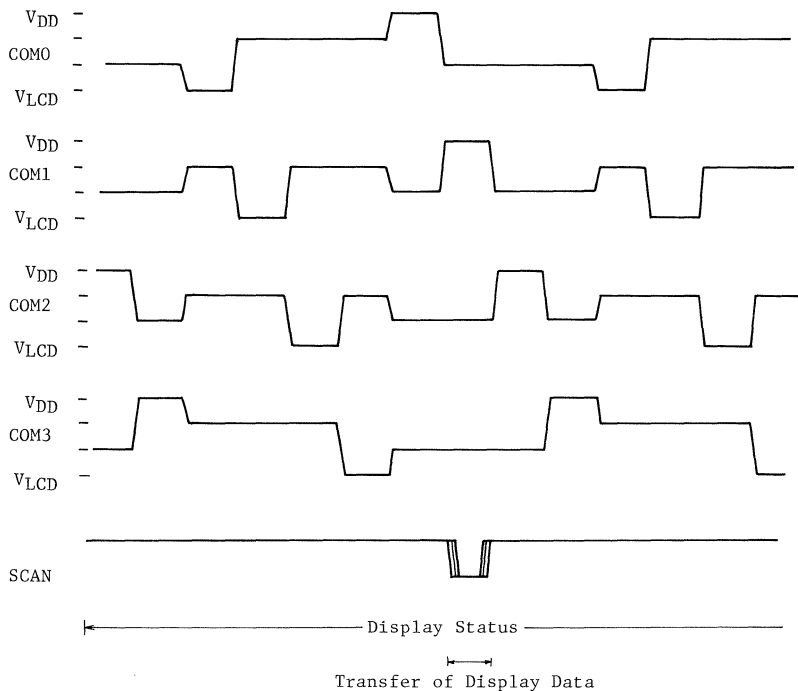 VDD
COM0
VLCD
VDD
COM1
VLCD
VDD
COM2
VLCD
VDD
COM3
VLCD
SCAN
Display Status
Transfer of Display Data